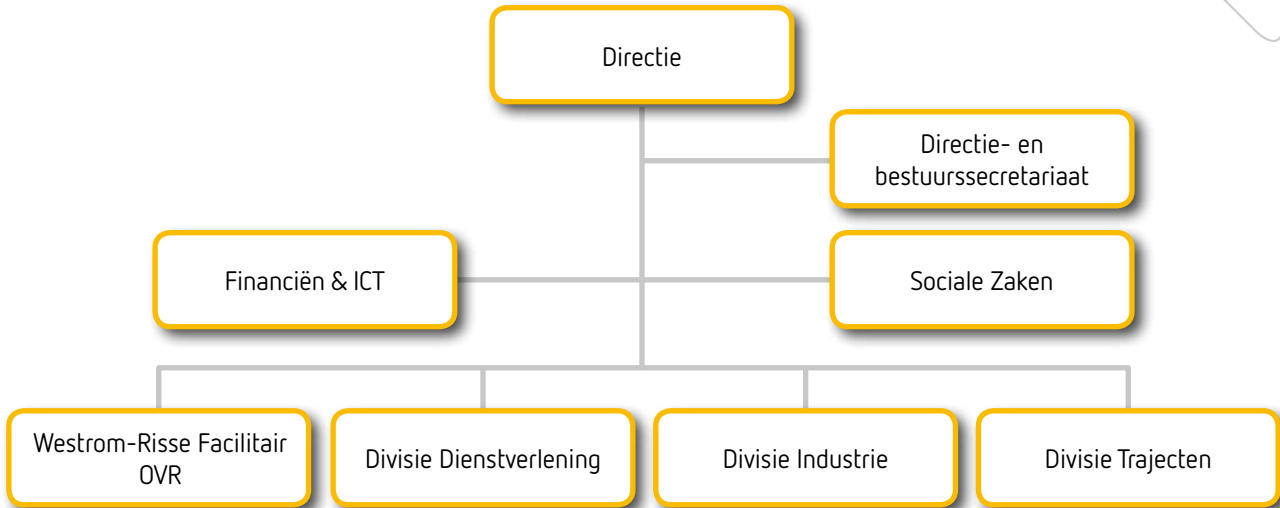 Directie
Directie- en
bestuurssecretariaat
Financiën & ICT
Sociale Zaken
Westrom-Risse Facilitair
OVR
Divisie Dienstverlening
Divisie Industrie
Divisie Trajecten